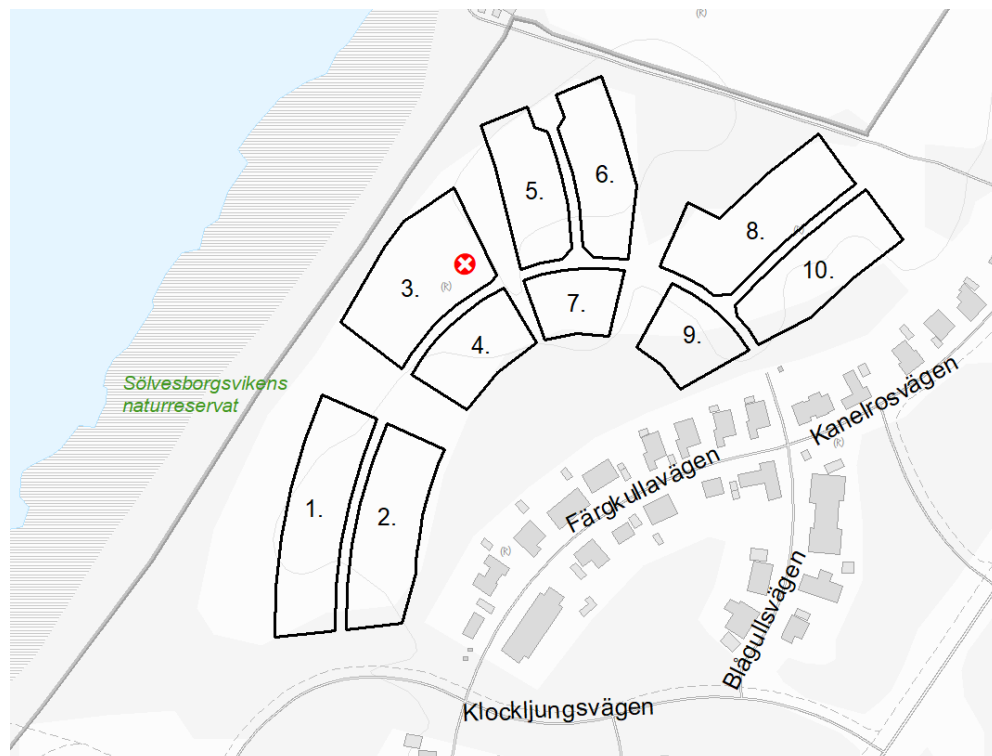 (R)
6.
5.
8.
(R)
10.
3.
(R)
7.
9.
4.
Sölvesborgsvikens
naturreservat
Kanelrosvägen
(R)
Färgkullavägen
1.
2.
(R)
Blågullsvägen
Klockljungsvägen